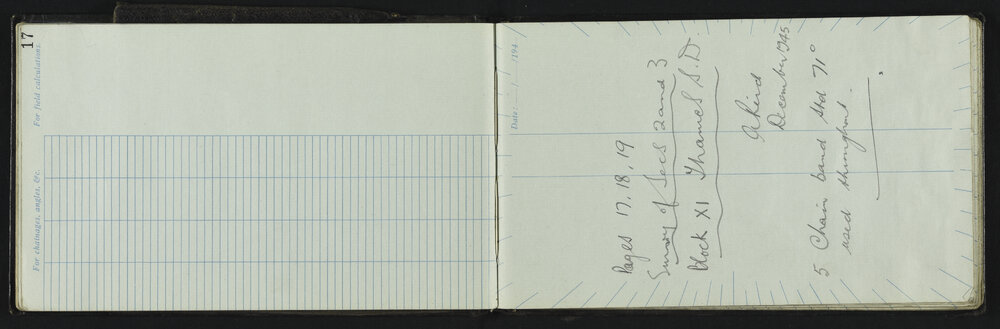 17
For field calculations.
For chainages, angles, &c.
Date: / / 194
Pages 17. 18, 19
Survey of Secs 2 and 3
Block XI Thames S.D.
December 1945
5 Chain band Std 71°
used throughout.